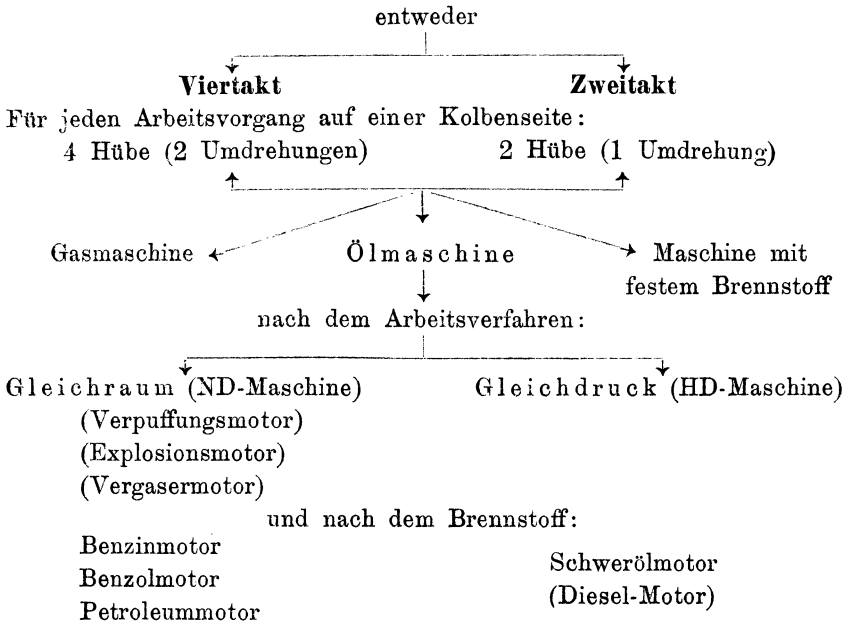 entweder
Viertakt Zweitakt
Für jeden Arbeitsvorgang auf einer Kolbenseite:
4 Hübe (2 Umdrehungen) 2 Hübe (1 Umdrehung)
Gasmaschine Ölmaschine Maschine mit
festem Brennstoff
nach dem Arbeitsverfahren:
Gleichraum (ND-Maschine) Gleichdruck (HD-Maschine)
(Verpuffungsmotor)
(Explosionsmotor)
(Vergasermotor)
und nach dem Brennstoff:
Benzinmotor
Schwerölmotor
Benzolmotor
(Diesel-Motor)
Petroleummotor